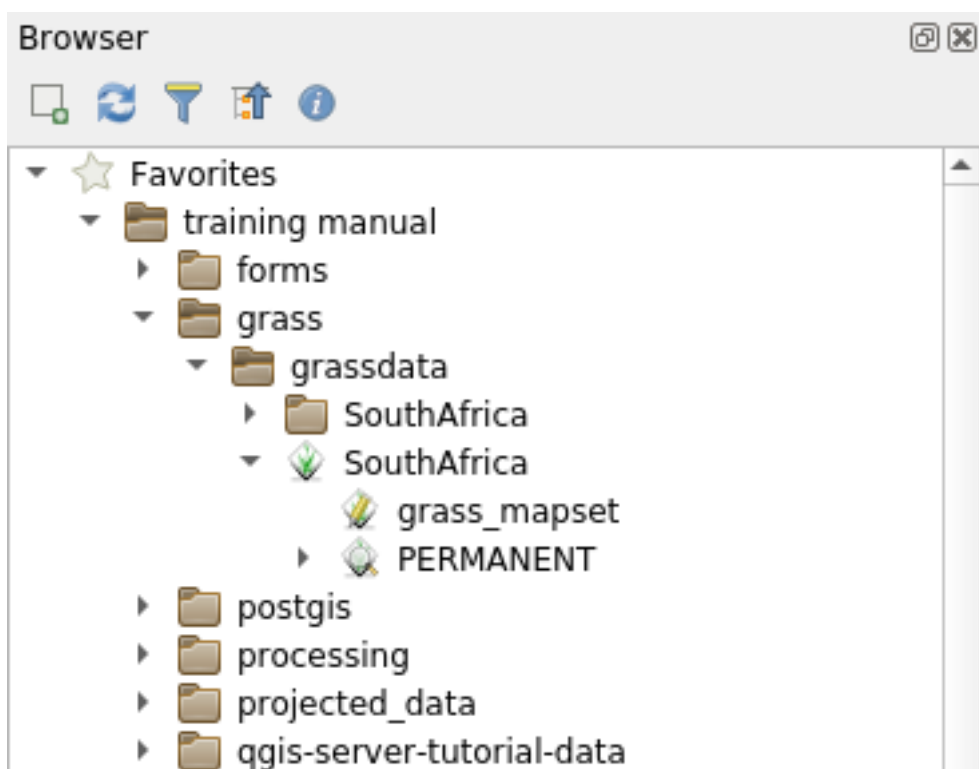 Browser
Favorites
training manual
forms
grass
grassdata
SouthAfrica
SouthAfrica
grass_mapset
PERMANENT
postgis
processing
projected_data
qgis-server-tutorial-data